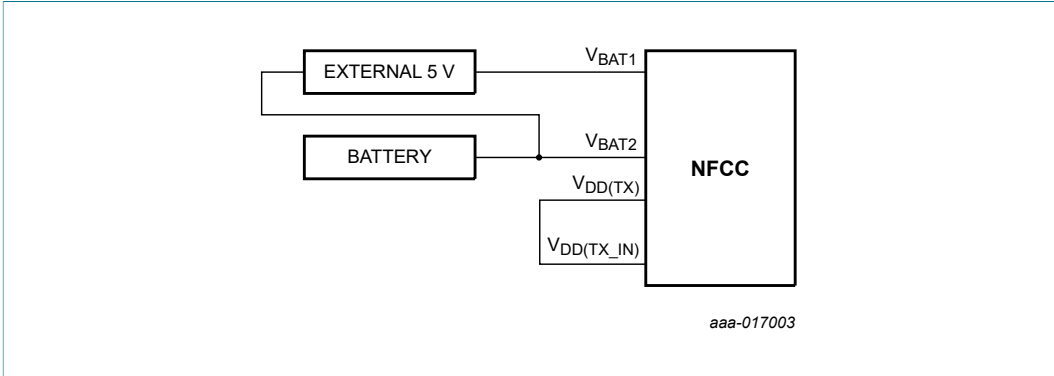 EXTERNAL 5 V
VBAT1
BATTERY
VBAT2
NFCC
VDD(TX)
VDD(TX_IN)
aaa-017003